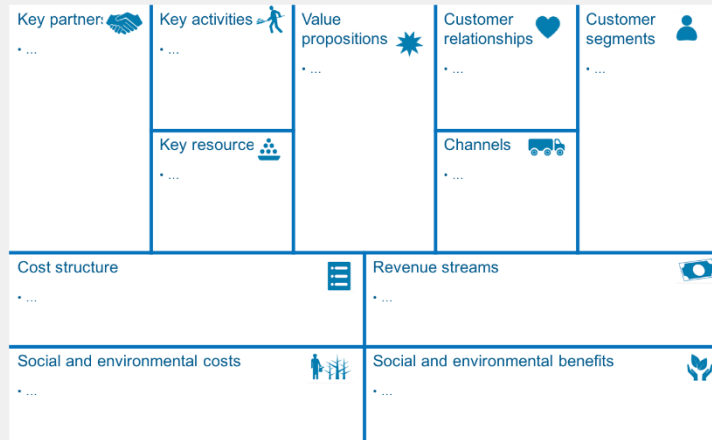 Key partners
• ...
Key activities
• ...
Value
propositions
• ...
Customer
relationships
• ...
Customer
segments
• ...
Key resource
• ...
Channels
• ...
Cost structure
• ...
Revenue streams
• ...
Social and environmental costs
• ...
Social and environmental benefits
• ...